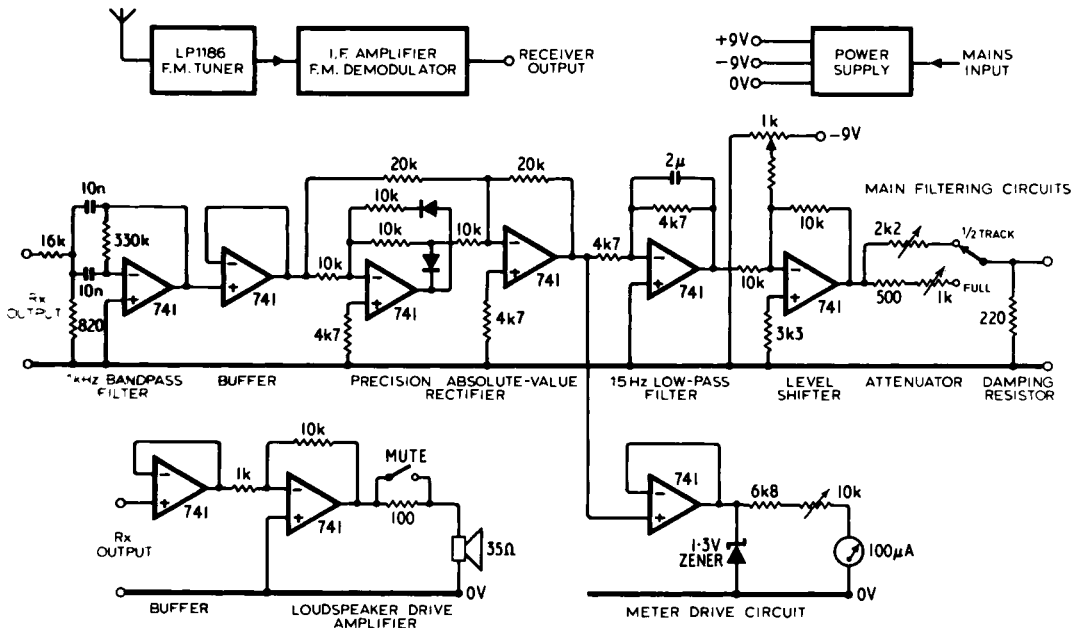 LP1186
F.M. TUNER
I.F. AMPLIFIER
F.M. DEMODULATOR
RECEIVER
OUTPUT
+9V
-9V
0V
POWER
SUPPLY
MAINS
INPUT
1k
-9V
20k
20k
2μ
10n
10k
MAIN FILTERING CIRCUITS
16k
330k
10k
10k
4k7
10k
2k2
½ TRACK
10n
10k
4k7
10k
500
1k
FULL
Rx
OUTPUT
820
741
741
4k7
741
4k7
741
741
3k3
741
220
1kHz BANDPASS
FILTER
BUFFER
PRECISION ABSOLUTE-VALUE
RECTIFIER
15Hz LOW-PASS
FILTER
LEVEL
SHIFTER
ATTENUATOR
DAMPING
RESISTOR
10k
MUTE
1k
741
741
100
35Ω
Rx
OUTPUT
0V
BUFFER
LOUDSPEAKER DRIVE
AMPLIFIER
741
6k8
10k
1·3V
ZENER
100μA
0V
METER DRIVE CIRCUIT